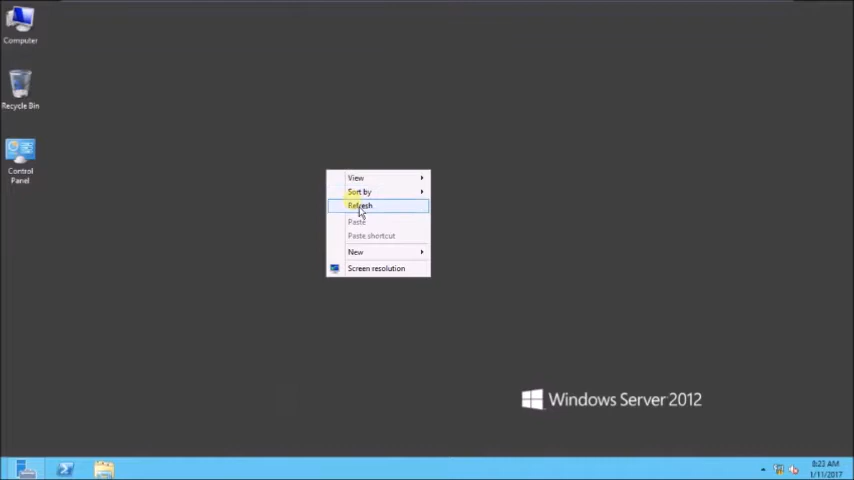 Computer
Recycle Bin
Control
Panel
View
Sort by
Refresh
Paste
Paste shortcut
New
Screen resolution
Windows Server 2012
8:23 AM
1/11/2017